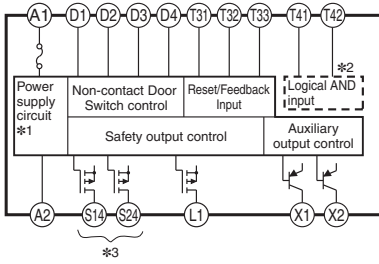 A1 D1 D2 D3 D4 T31 T32 T33 T41 T42
*2
Power supply circuit *1
Non-contact Door Switch control
Reset/Feedback Input
Logical AND input
Safety output control
Auxiliary output control
A2 S14 S24 L1 X1 X2
*3